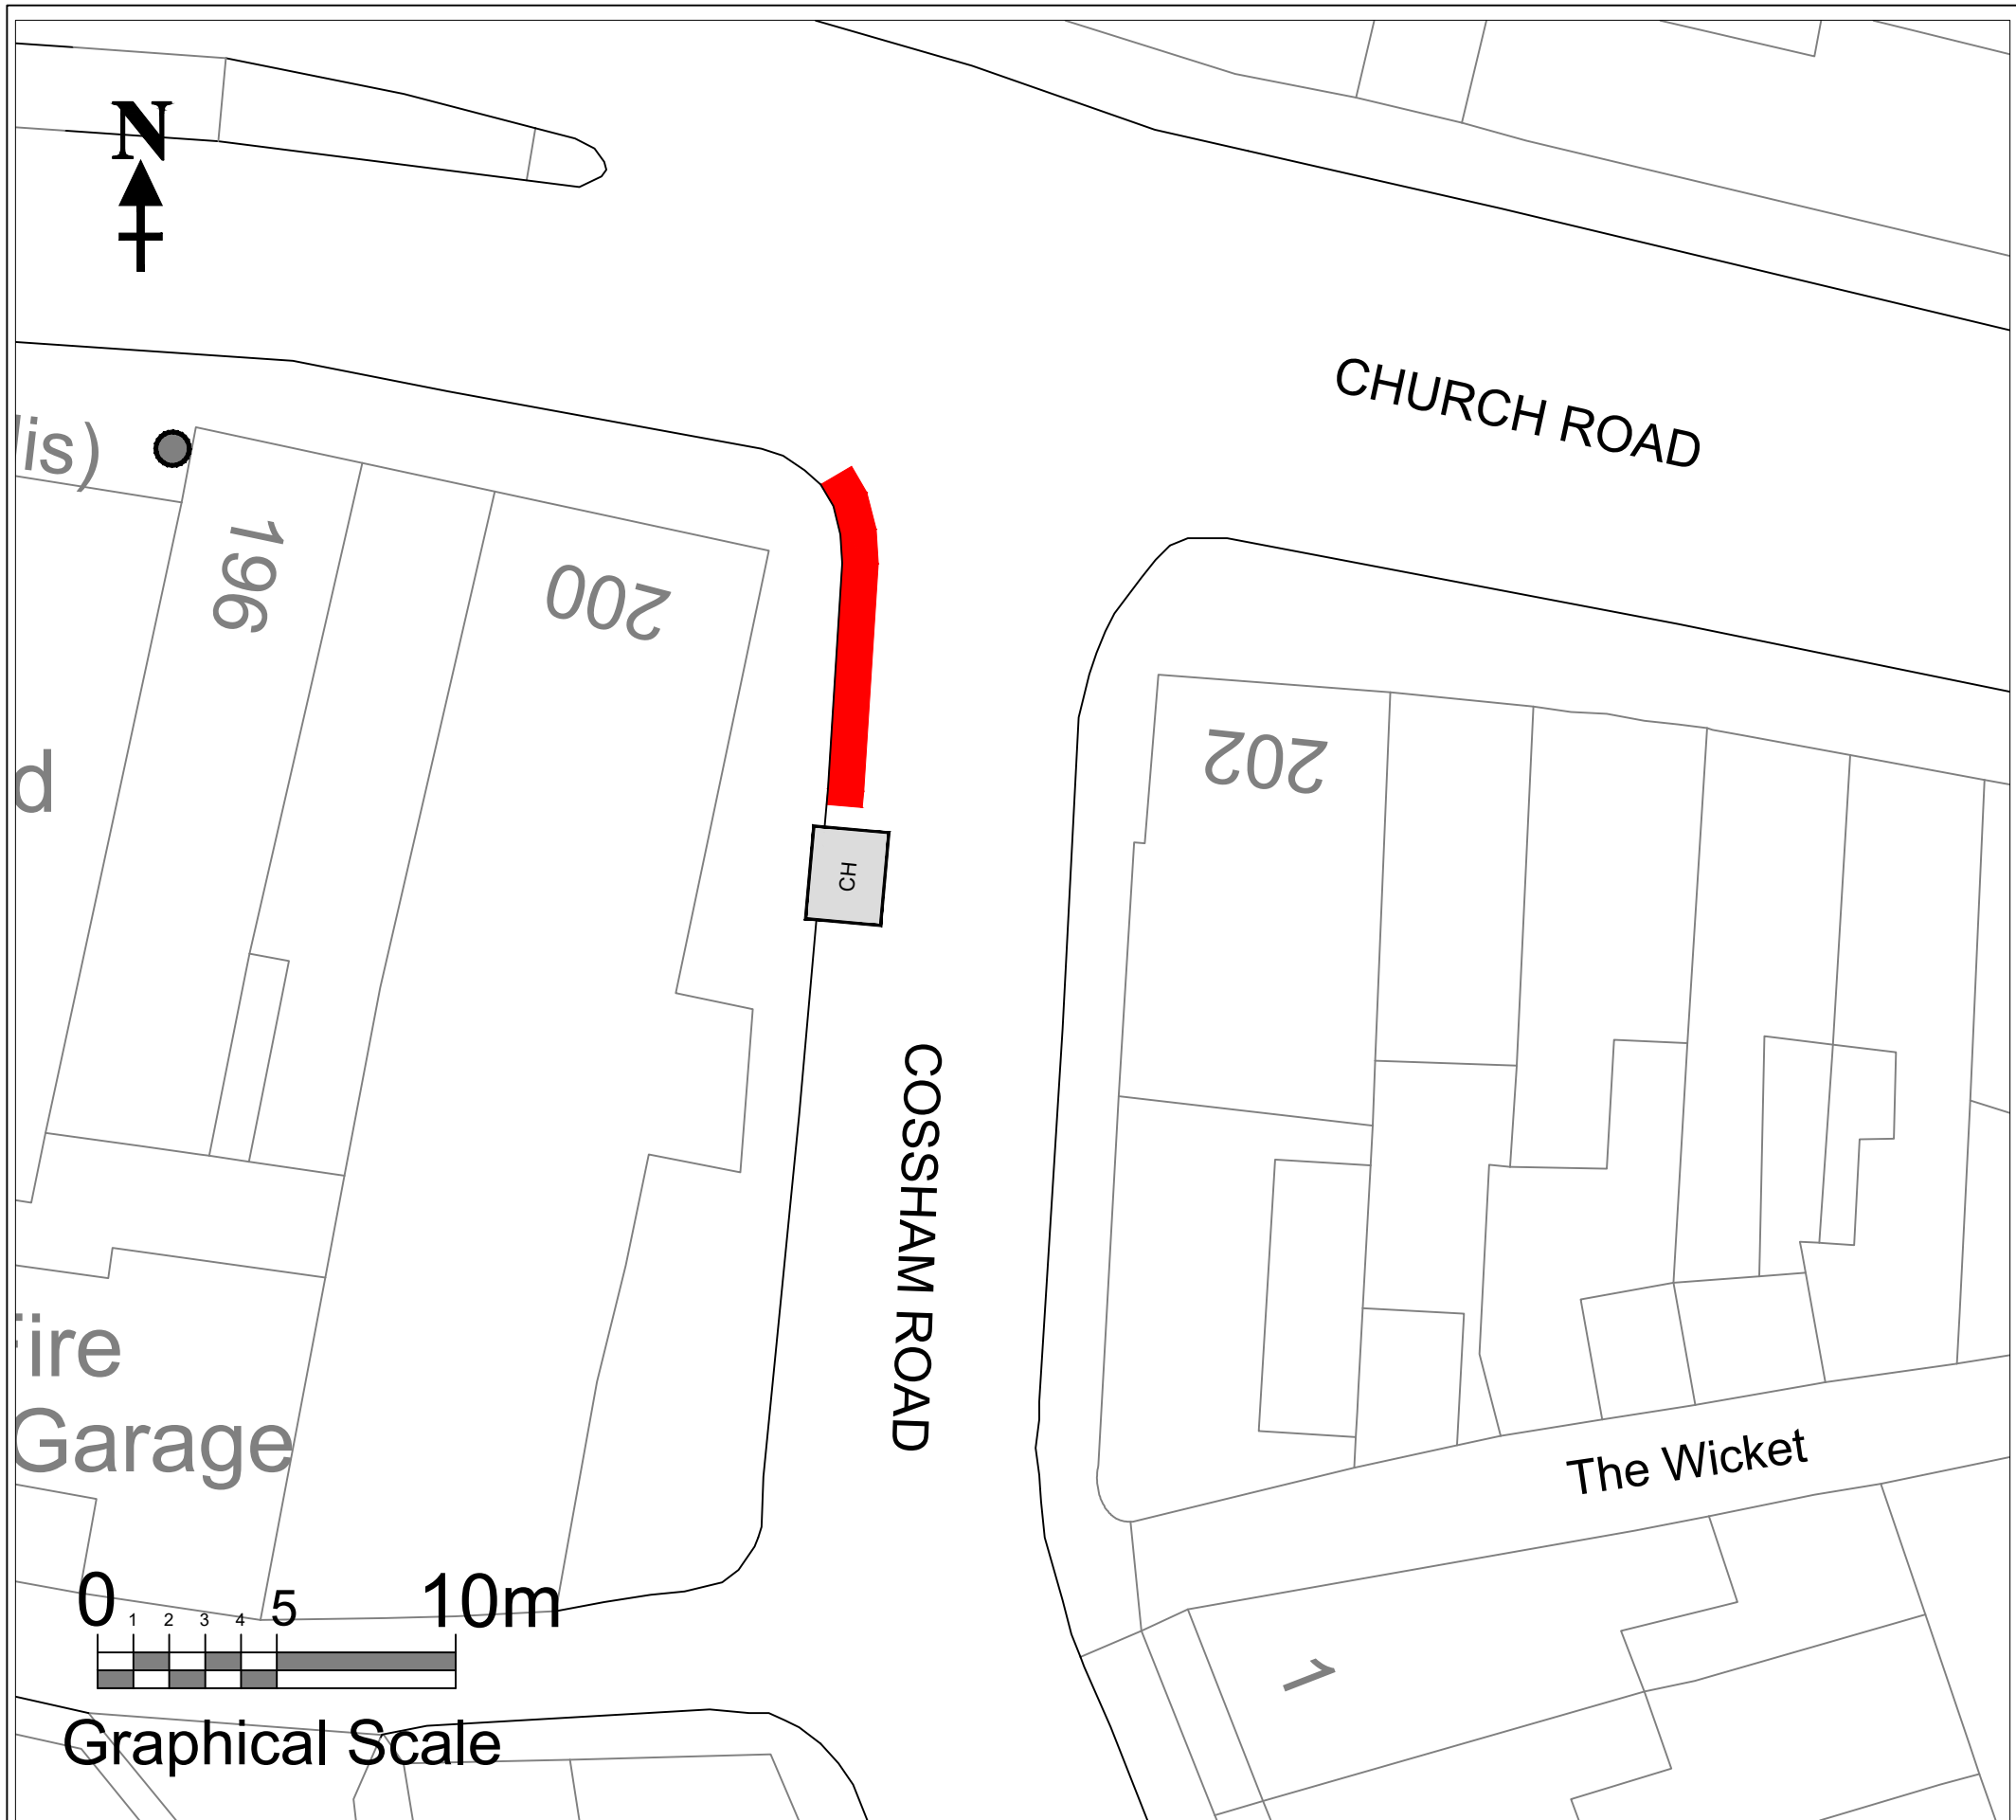 N
CHURCH ROAD
lis)
196
200
202
d
CH
COSSHAM ROAD
ire
Garage
The Wicket
0 1 2 3 4 5 10m
1
Graphical Scale